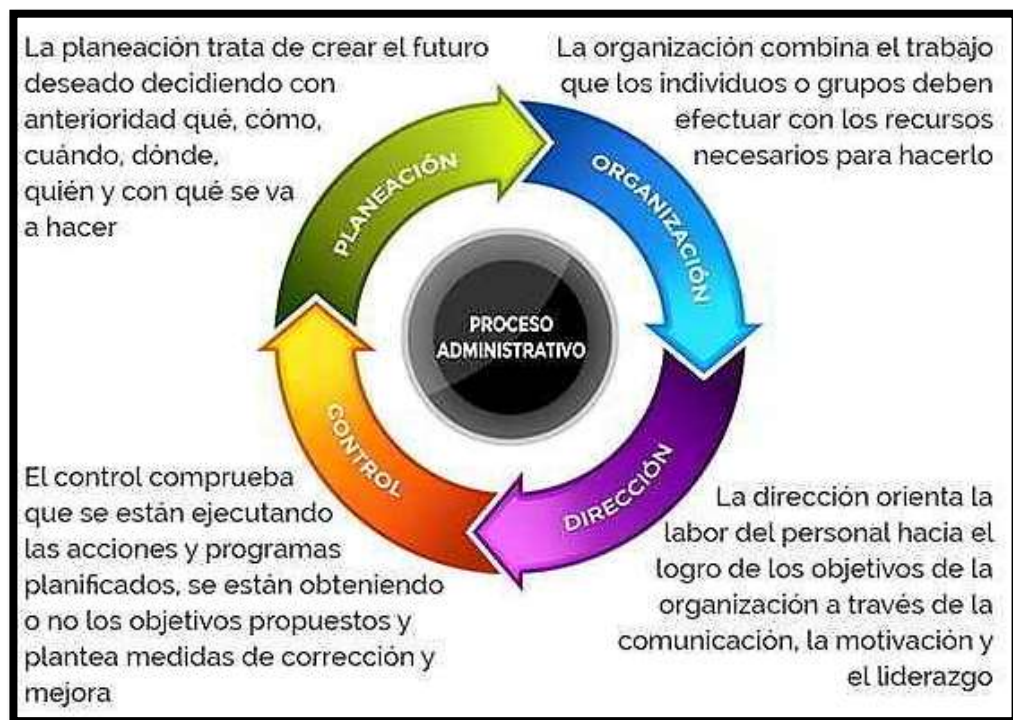 La planeación trata de crear el futuro
deseado decidiendo con
anterioridad qué, cómo,
cuándo, dónde,
quién y con qué se va
a hacer
La organización combina el trabajo
que los individuos o grupos deben
efectuar con los recursos
necesarios para hacerlo
PLANEACIÓN
ORGANIZACIÓN
PROCESO
ADMINISTRATIVO
CONTROL
DIRECCIÓN
El control comprueba
que se están ejecutando
las acciones y programas
planificados, se están obteniendo
o no los objetivos propuestos y
plantea medidas de corrección y
mejora
La dirección orienta la
labor del personal hacia el
logro de los objetivos de la
organización a través de la
comunicación, la motivación y
el liderazgo